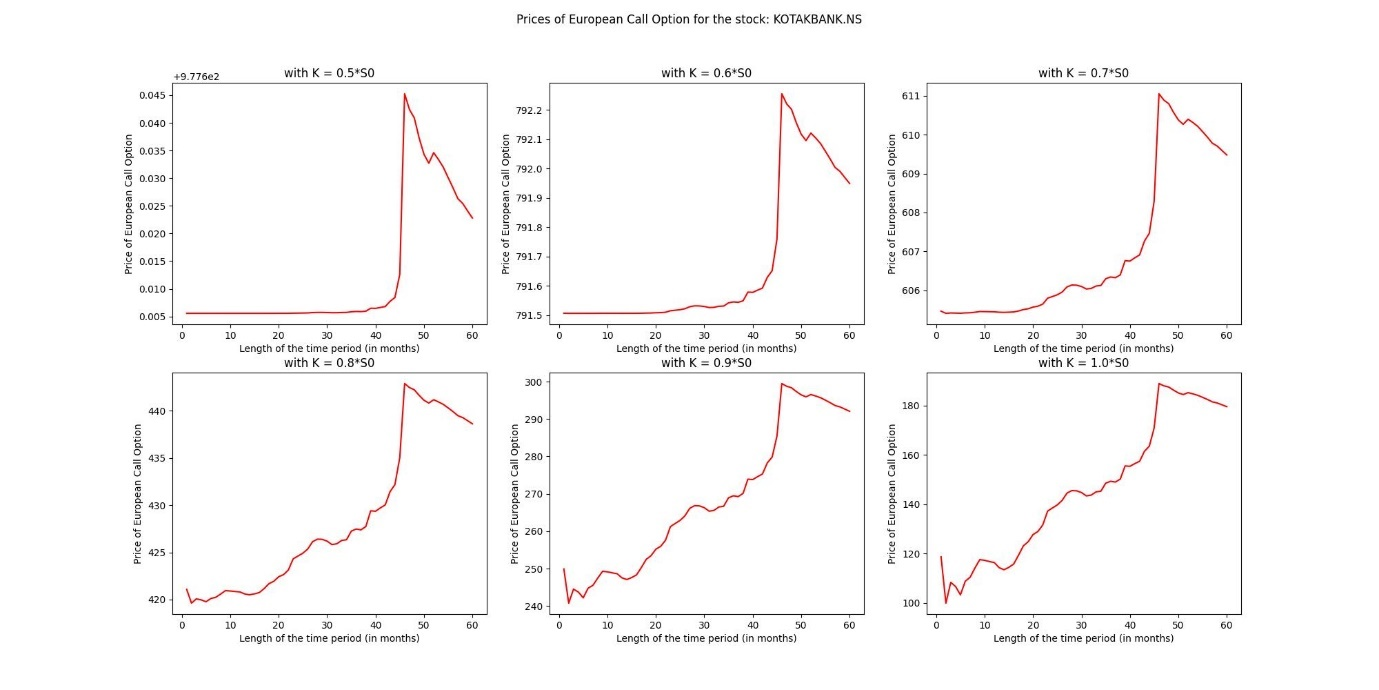 Prices of European Call Option for the stock: KOTAKBANK.NS
with K = 0.5*S0
+9.776e2
0.045
0.040
0.035
0.030
0.025
0.020
0.015
0.010
0.005
Price of European Call Option
0 10 20 30 40 50 60
Length of the time period (in months)
with K = 0.6*S0
792.2
792.1
792.0
791.9
791.8
791.7
791.6
791.5
Price of European Call Option
0 10 20 30 40 50 60
Length of the time period (in months)
with K = 0.7*S0
611
610
609
608
607
606
Price of European Call Option
0 10 20 30 40 50 60
Length of the time period (in months)
with K = 0.8*S0
440
435
430
425
420
Price of European Call Option
0 10 20 30 40 50 60
Length of the time period (in months)
with K = 0.9*S0
300
290
280
270
260
250
240
Price of European Call Option
0 10 20 30 40 50 60
Length of the time period (in months)
with K = 1.0*S0
180
160
140
120
100
Price of European Call Option
0 10 20 30 40 50 60
Length of the time period (in months)